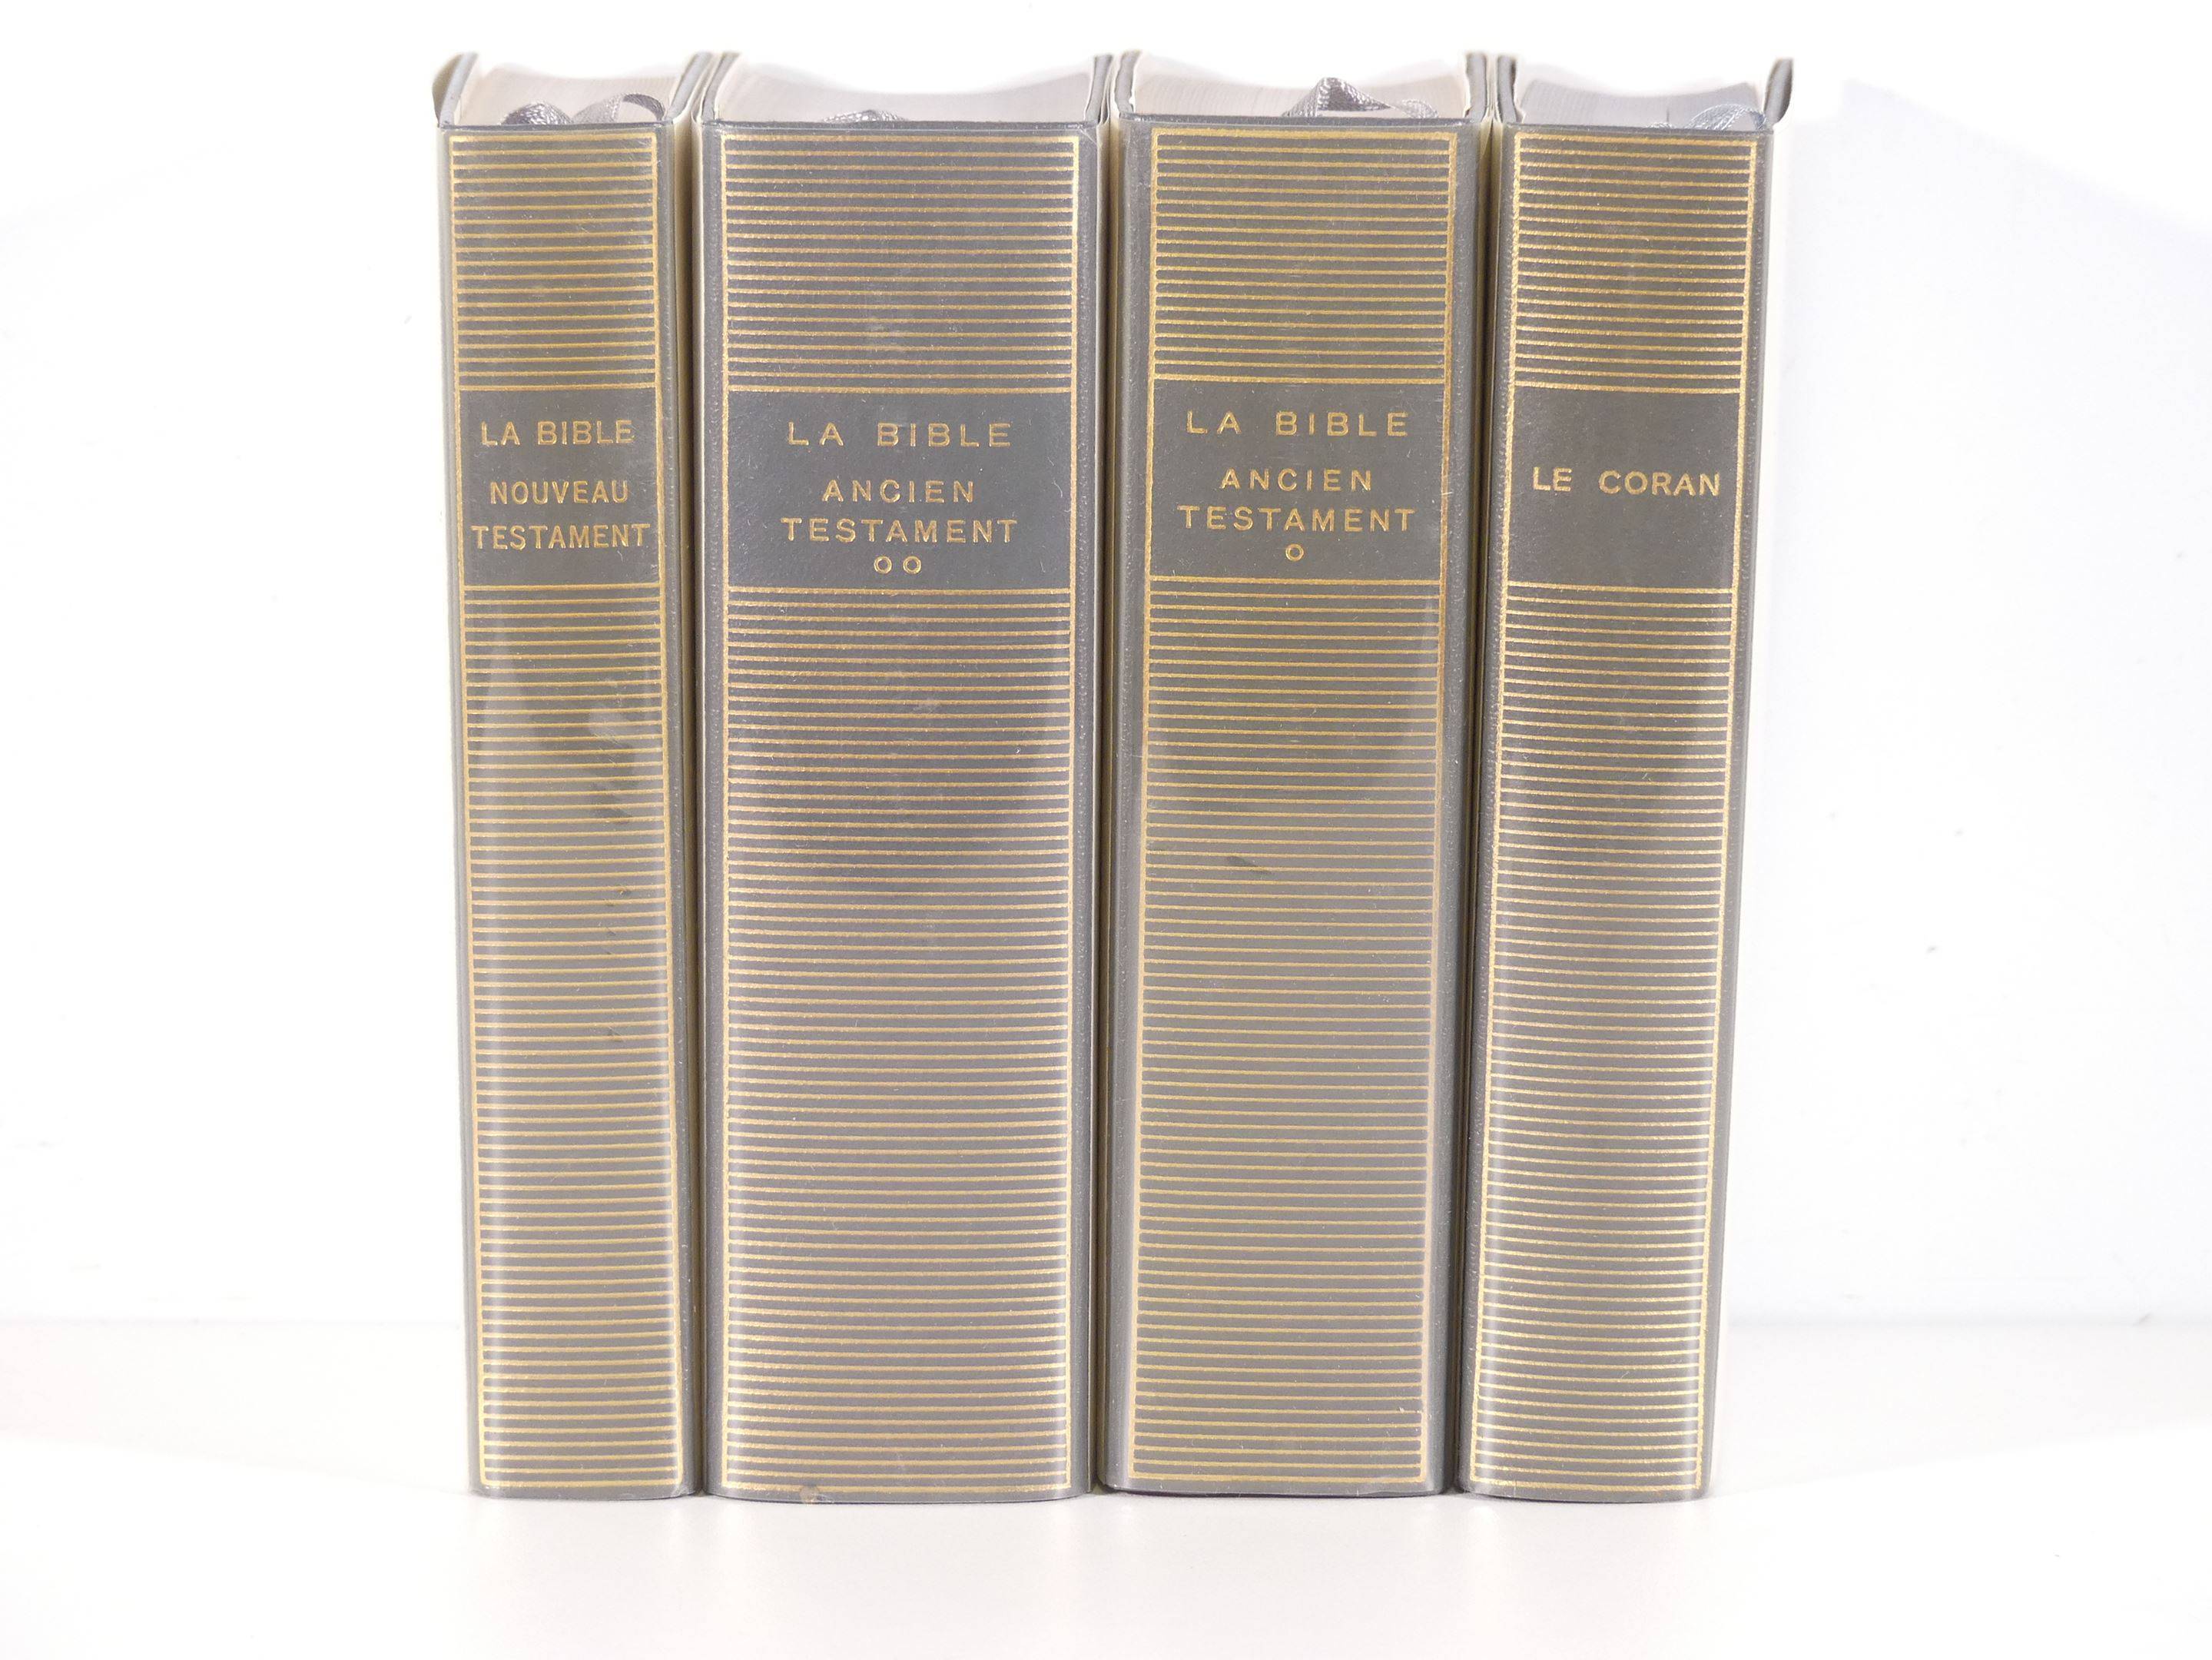 LA BIBLE
NOUVEAU
TESTAMENT
LA BIBLE
ANCIEN
TESTAMENT
○○
LA BIBLE
ANCIEN
TESTAMENT
○
LE CORAN